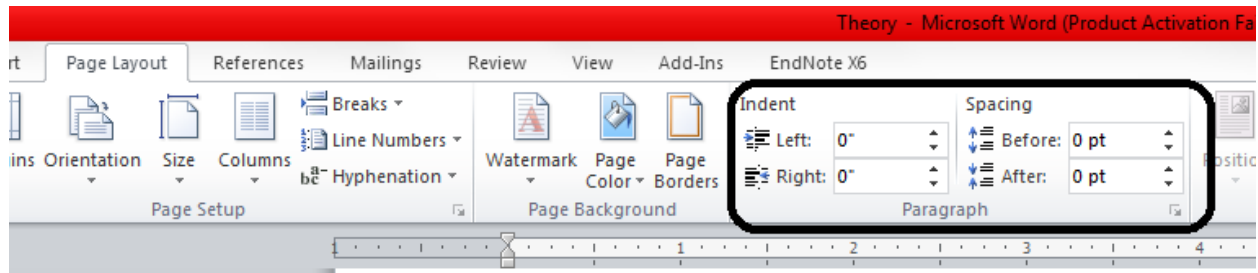 Theory - Microsoft Word (Product Activation Fa
rt Page Layout References Mailings Review View Add-Ins EndNote X6
Breaks Indent Spacing
Line Numbers Left: 0" Before: 0 pt
ins Orientation Size Columns Watermark Page Page
Hyphenation Color Borders Right: 0" After: 0 pt
Page Setup Page Background Paragraph
1 1 2 3 4